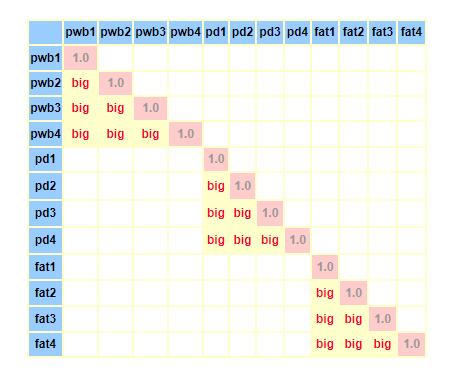 pwb1 pwb2 pwb3 pwb4 pd1 pd2 pd3 pd4 fat1 fat2 fat3 fat4
pwb1 1.0
pwb2 big 1.0
pwb3 big big 1.0
pwb4 big big big 1.0
pd1 1.0
pd2 big 1.0
pd3 big big 1.0
pd4 big big big 1.0
fat1 1.0
fat2 big 1.0
fat3 big big 1.0
fat4 big big big 1.0